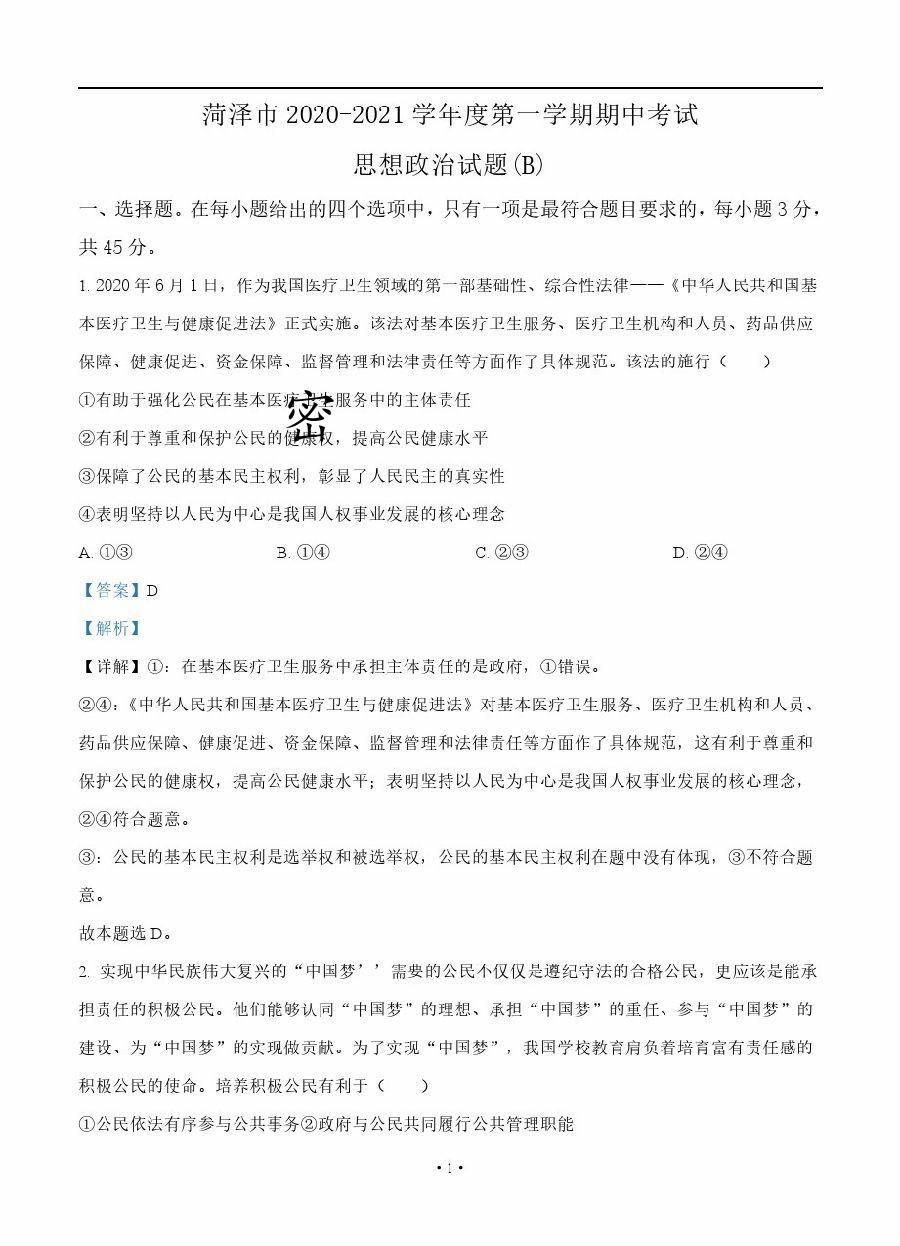 菏泽市 2020-2021 学年度第一学期期中考试
思想政治试题(B)
一、选择题。在每小题给出的四个选项中，只有一项是最符合题目要求的，每小题 3 分，
共 45 分。
1. 2020 年 6 月 1 日，作为我国医疗卫生领域的第一部基础性、综合性法律——《中华人民共和国基
本医疗卫生与健康促进法》正式实施。该法对基本医疗卫生服务、医疗卫生机构和人员、药品供应
保障、健康促进、资金保障、监督管理和法律责任等方面作了具体规范。该法的施行（　　）
①有助于强化公民在基本医疗卫生服务中的主体责任
密
②有利于尊重和保护公民的健康权，提高公民健康水平
③保障了公民的基本民主权利，彰显了人民民主的真实性
④表明坚持以人民为中心是我国人权事业发展的核心理念
A. ①③ B. ①④ C. ②③ D. ②④
【答案】D
【解析】
【详解】①：在基本医疗卫生服务中承担主体责任的是政府，①错误。
②④：《中华人民共和国基本医疗卫生与健康促进法》对基本医疗卫生服务、医疗卫生机构和人员、
药品供应保障、健康促进、资金保障、监督管理和法律责任等方面作了具体规范，这有利于尊重和
保护公民的健康权，提高公民健康水平；表明坚持以人民为中心是我国人权事业发展的核心理念，
②④符合题意。
③：公民的基本民主权利是选举权和被选举权，公民的基本民主权利在题中没有体现，③不符合题
意。
故本题选 D。
2. 实现中华民族伟大复兴的“中国梦’’需要的公民不仅仅是遵纪守法的合格公民，更应该是能承
担责任的积极公民。他们能够认同“中国梦”的理想、承担“中国梦”的重任、参与“中国梦”的
建设、为“中国梦”的实现做贡献。为了实现“中国梦”，我国学校教育肩负着培育富有责任感的
积极公民的使命。培养积极公民有利于（　　）
①公民依法有序参与公共事务②政府与公民共同履行公共管理职能
•1•